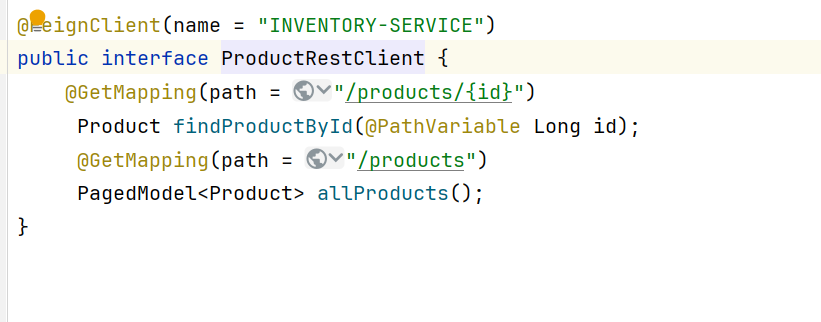 @FeignClient(name = "INVENTORY-SERVICE")
public interface ProductRestClient {
@GetMapping(path = "/products/{id}")
Product findProductById(@PathVariable Long id);
@GetMapping(path = "/products")
PagedModel<Product> allProducts();
}